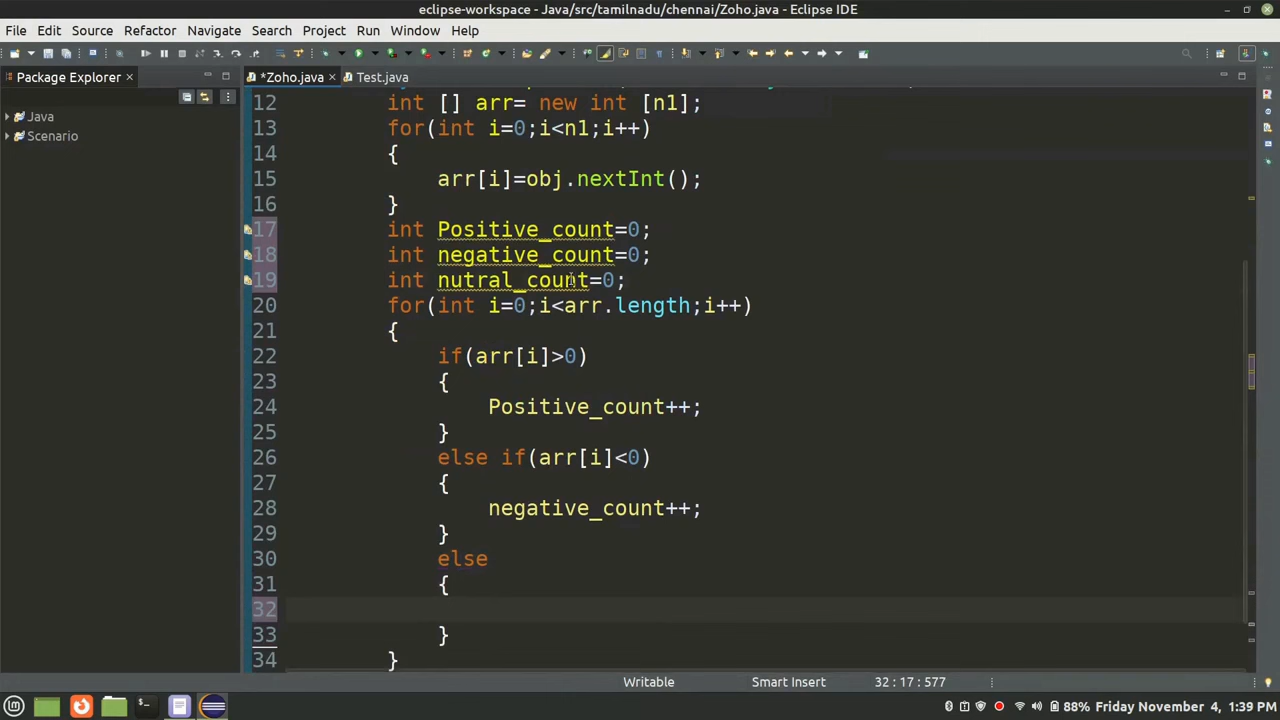 eclipse-workspace - Java/src/tamilnadu/chennai/Zoho.java - Eclipse IDE
File Edit Source Refactor Navigate Search Project Run Window Help
Package Explorer
*Zoho.java Test.java
Java
Scenario
12 int [] arr= new int [n1];
13 for(int i=0;i<n1;i++)
14 {
15 arr[i]=obj.nextInt();
16 }
17 int Positive_count=0;
18 int negative_count=0;
19 int nutral_count=0;
20 for(int i=0;i<arr.length;i++)
21 {
22 if(arr[i]>0)
23 {
24 Positive_count++;
25 }
26 else if(arr[i]<0)
27 {
28 negative_count++;
29 }
30 else
31 {
32
33 }
34 }
Writable Smart Insert 32 : 17 : 577
88% Friday November 4, 1:39 PM